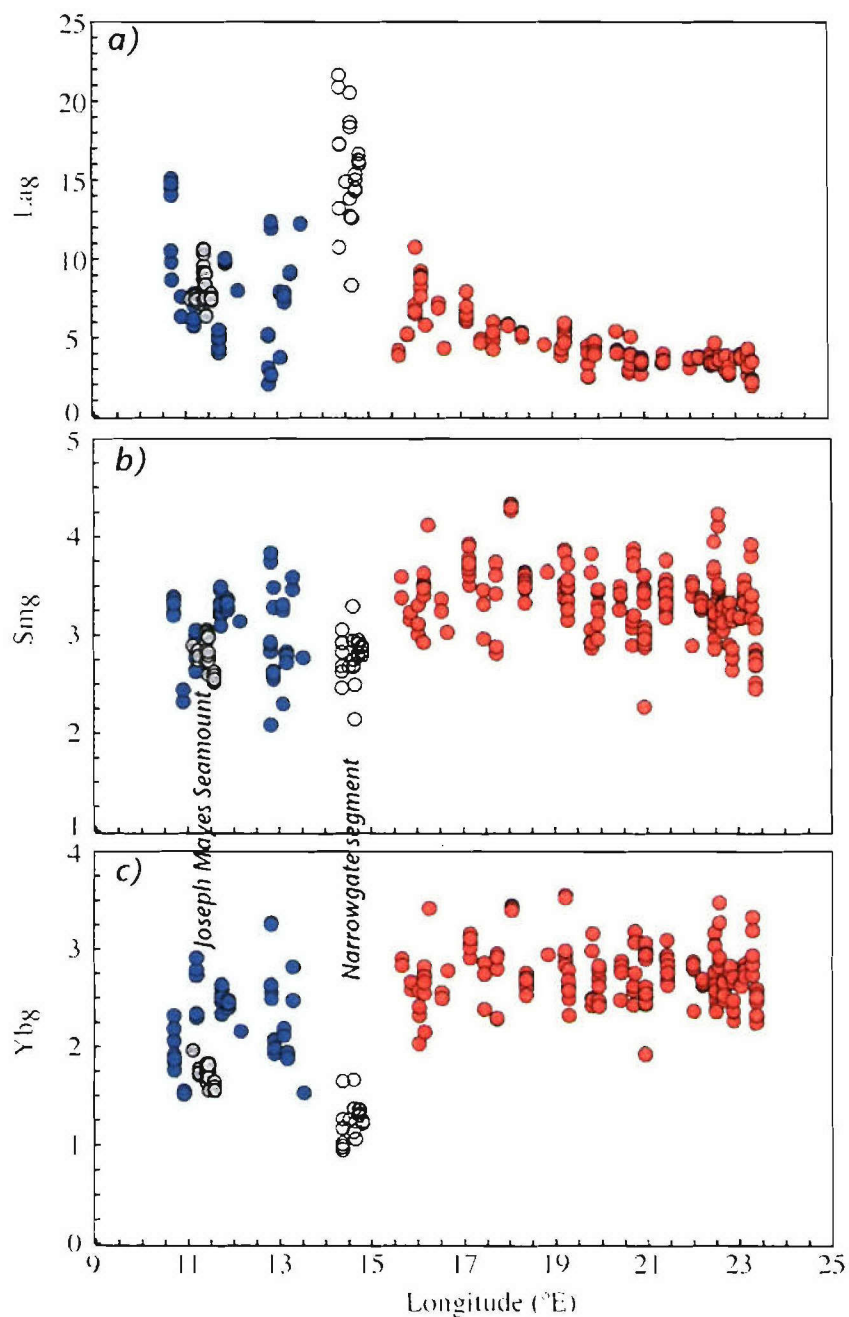 a)
25
20
15
10
5
0
La8
b)
5
4
3
2
1
Sm8
Joseph Mayes Seamount
Narrowgate segment
c)
4
3
2
1
0
Yb8
9 11 13 15 17 19 21 23 25
Longitude (°E)